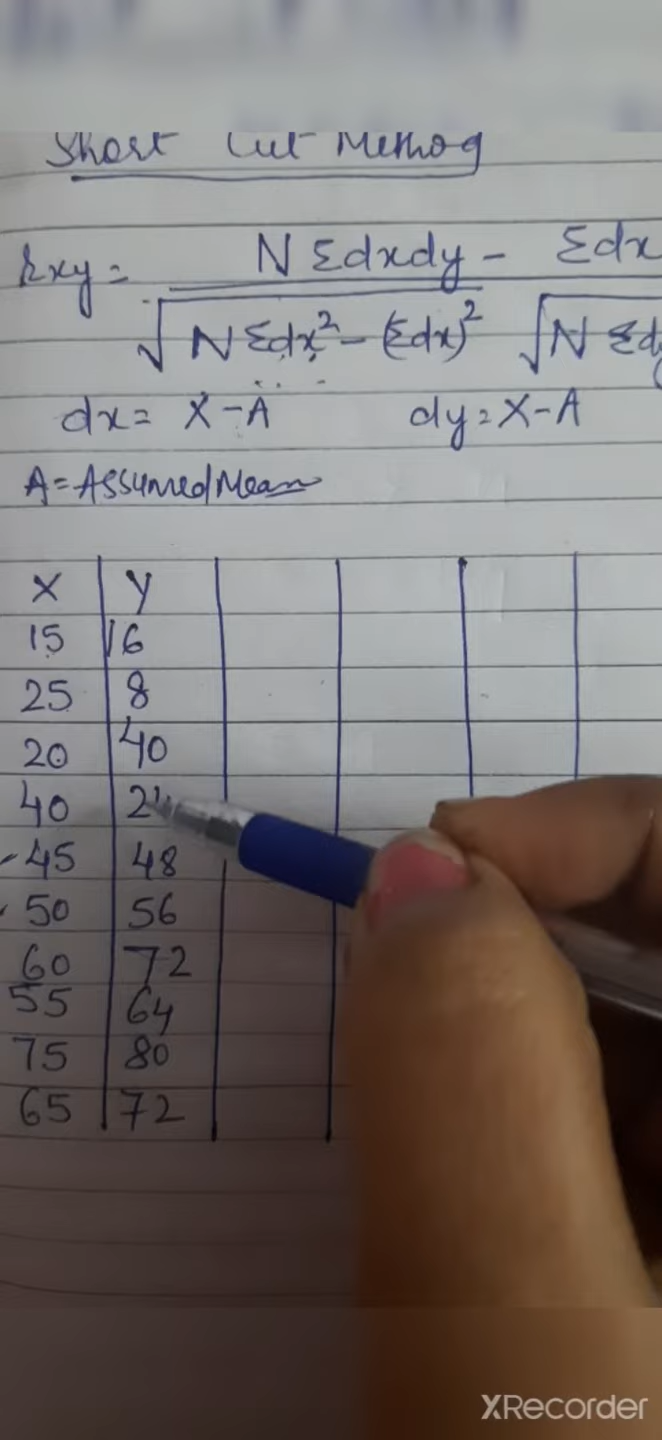 Short Cut Method
rxy = N Σdxdy - Σdx
√NΣdx² - (Σdx)² √N Σd
dx = X - A dy = X - A
A = Assumed Mean
X Y
15 16
25 8
20 40
40
45 48
50 56
60 72
55 64
75 80
65 72
XRecorder